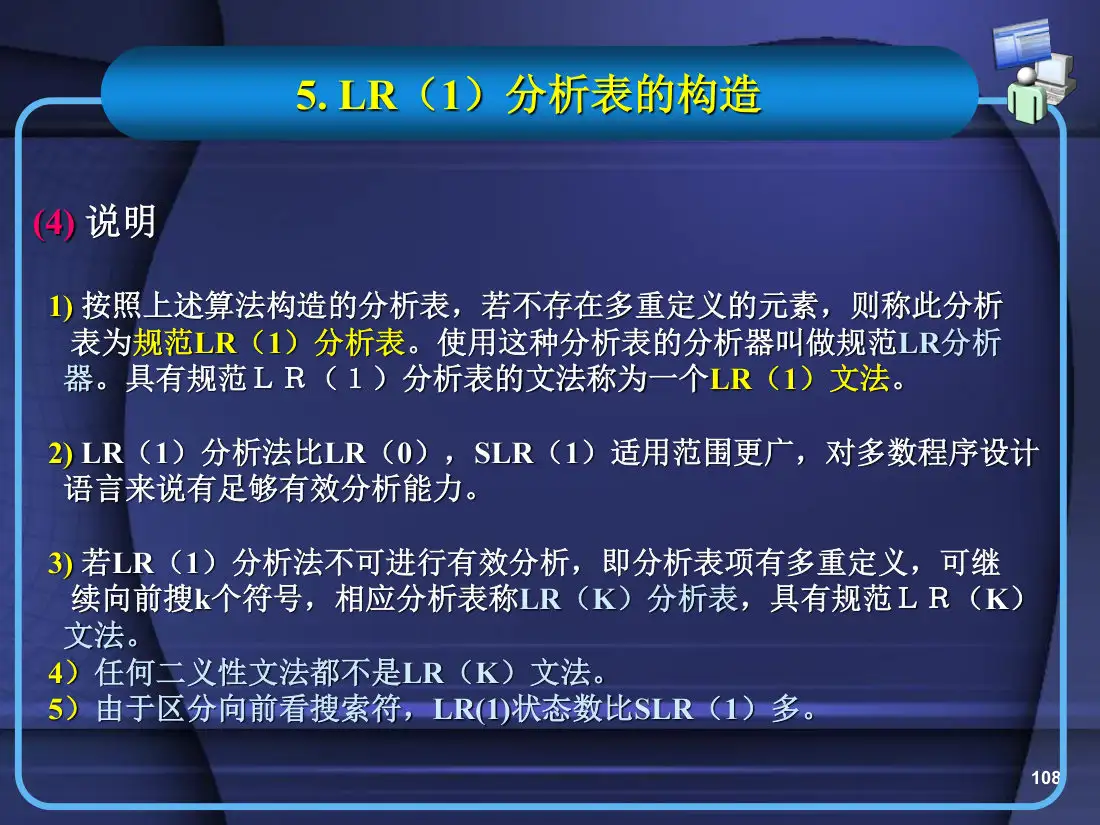 5. LR（1）分析表的构造
(4) 说明
1) 按照上述算法构造的分析表，若不存在多重定义的元素，则称此分析
表为规范LR（1）分析表。使用这种分析表的分析器叫做规范LR分析
器。具有规范ＬＲ（１）分析表的文法称为一个LR（1）文法。
2) LR（1）分析法比LR（0），SLR（1）适用范围更广，对多数程序设计
语言来说有足够有效分析能力。
3) 若LR（1）分析法不可进行有效分析，即分析表项有多重定义，可继
续向前搜k个符号，相应分析表称LR（K）分析表，具有规范ＬＲ（K）
文法。
4）任何二义性文法都不是LR（K）文法。
5）由于区分向前看搜索符，LR(1)状态数比SLR（1）多。
108